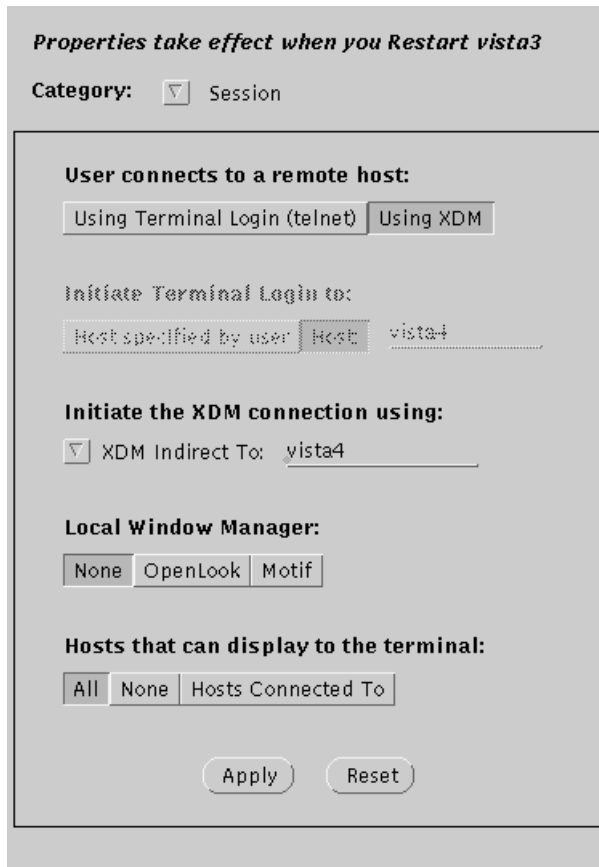 Properties take effect when you Restart vista3
Category: Session
User connects to a remote host:
Using Terminal Login (telnet) Using XDM
Initiate Terminal Login to:
Host specified by user Host: vista4
Initiate the XDM connection using:
XDM Indirect To: vista4
Local Window Manager:
None OpenLook Motif
Hosts that can display to the terminal:
All None Hosts Connected To
Apply Reset